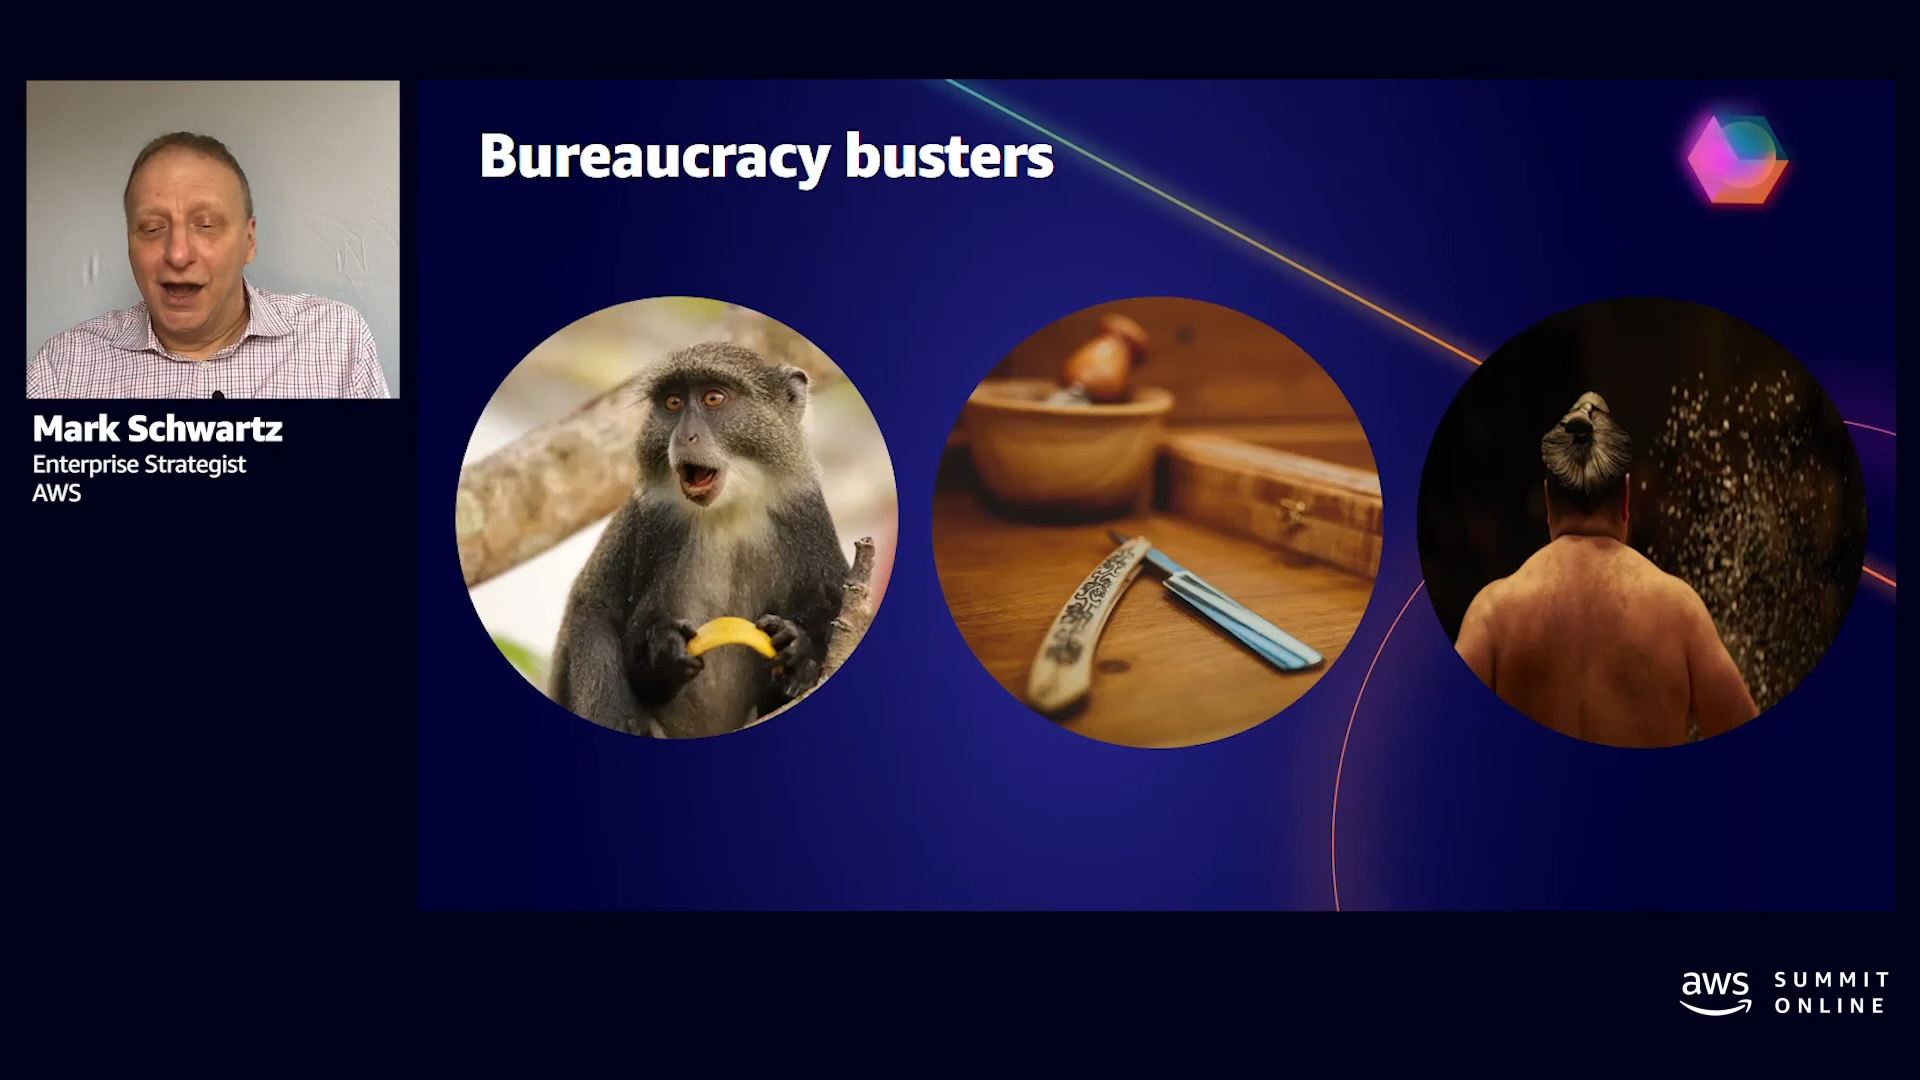 Bureaucracy busters
Mark Schwartz
Enterprise Strategist
AWS
aws SUMMIT
ONLINE